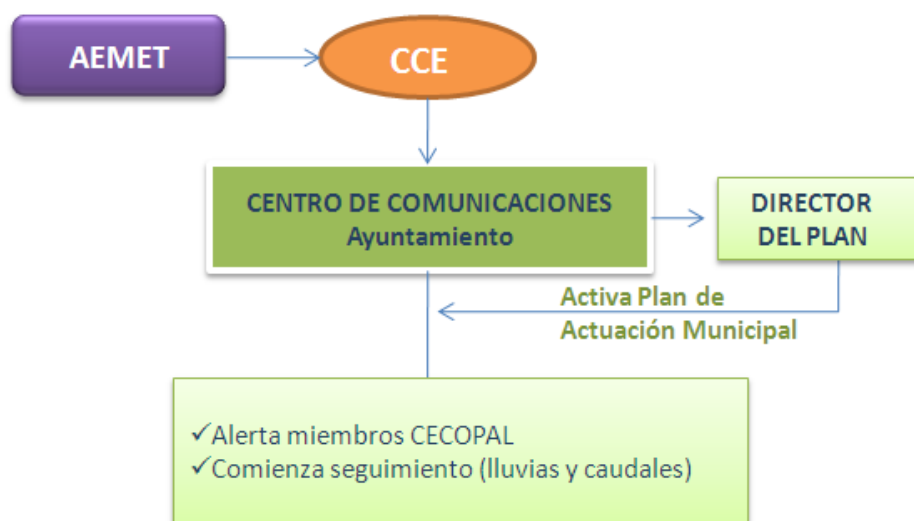 AEMET
CCE
CENTRO DE COMUNICACIONES
Ayuntamiento
DIRECTOR
DEL PLAN
Activa Plan de
Actuación Municipal
✓Alerta miembros CECOPAL
✓Comienza seguimiento (lluvias y caudales)